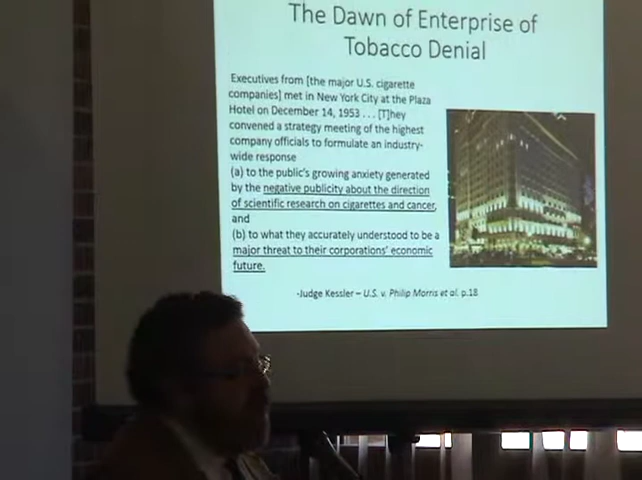 The Dawn of Enterprise of
Tobacco Denial
Executives from [the major U.S. cigarette
companies] met in New York City at the Plaza
Hotel on December 14, 1953 . . . [T]hey
convened a strategy meeting of the highest
company officials to formulate an industry-
wide response
(a) to the public's growing anxiety generated
by the negative publicity about the direction
of scientific research on cigarettes and cancer,
and
(b) to what they accurately understood to be a
major threat to their corporations' economic
future.
-Judge Kessler – U.S. v. Philip Morris et al. p.18